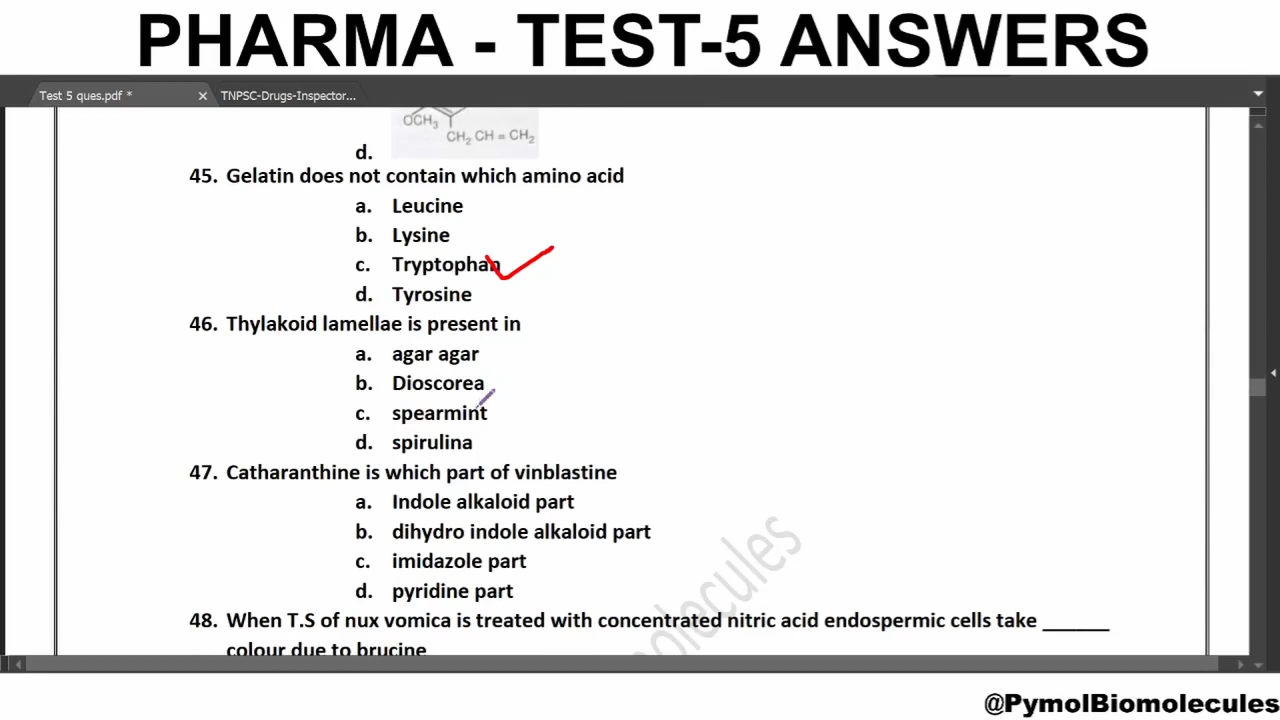 PHARMA - TEST-5 ANSWERS
Test 5 ques.pdf *
TNPSC-Drugs-Inspector...
OCH3
CH2 CH = CH2
d.
45. Gelatin does not contain which amino acid
a. Leucine
b. Lysine
c. Tryptophan
d. Tyrosine
46. Thylakoid lamellae is present in
a. agar agar
b. Dioscorea
c. spearmint
d. spirulina
47. Catharanthine is which part of vinblastine
a. Indole alkaloid part
b. dihydro indole alkaloid part
c. imidazole part
d. pyridine part
48. When T.S of nux vomica is treated with concentrated nitric acid endospermic cells take ______
colour due to brucine
@PymolBiomolecules